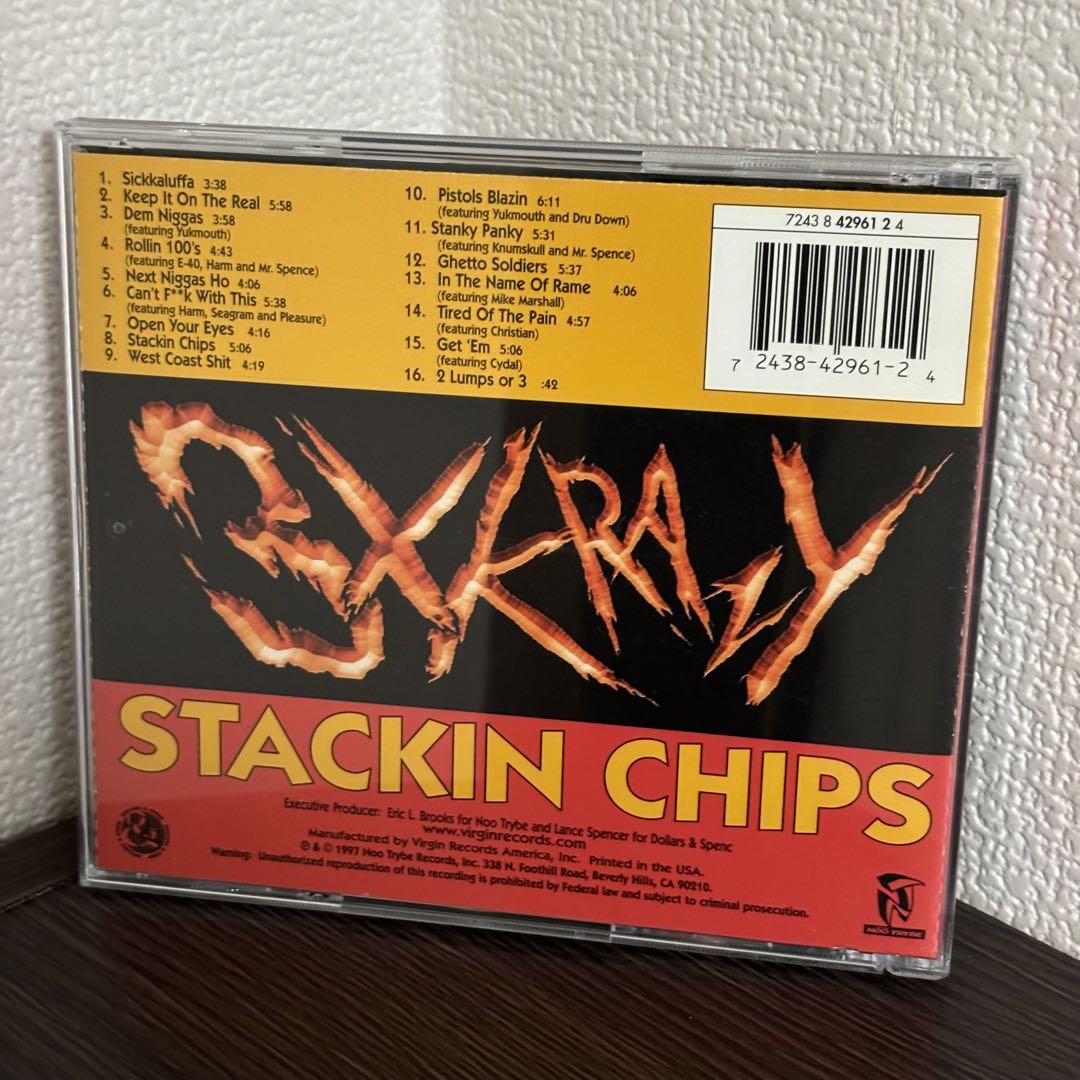 1. Sickkaluffa 3:38
2. Keep It On The Real 5:58
3. Dem Niggas 3:58
(featuring Yukmouth)
4. Rollin 100's 4:43
(featuring E-40, Harm and Mr. Spence)
5. Next Niggas Ho 4:06
6. Can't F**k With This 5:38
(featuring Harm, Seagram and Pleasure)
7. Open Your Eyes 4:16
8. Stackin Chips 5:06
9. West Coast Shit 4:19
10. Pistols Blazin 6:11
(featuring Yukmouth and Dru Down)
11. Stanky Panky 5:31
(featuring Knumskull and Mr. Spence)
12. Ghetto Soldiers 5:37
13. In The Name Of Rame 4:06
(featuring Mike Marshall)
14. Tired Of The Pain 4:57
(featuring Christian)
15. Get 'Em 5:06
(featuring Cydal)
16. 2 Lumps or 3 :42
7243 8 42961 2 4
7 2438-42961-2 4
3XKRAZY
STACKIN CHIPS
Executive Producer: Eric L. Brooks for Noo Trybe and Lance Spencer for Dollars & Spenc
www.virginrecords.com
Manufactured by Virgin Records America, Inc. Printed in the USA.
℗ & © 1997 Noo Trybe Records, Inc. 338 N. Foothill Road, Beverly Hills, CA 90210.
Warning: Unauthorized reproduction of this recording is prohibited by Federal law and subject to criminal prosecution.
NOO TRYBE